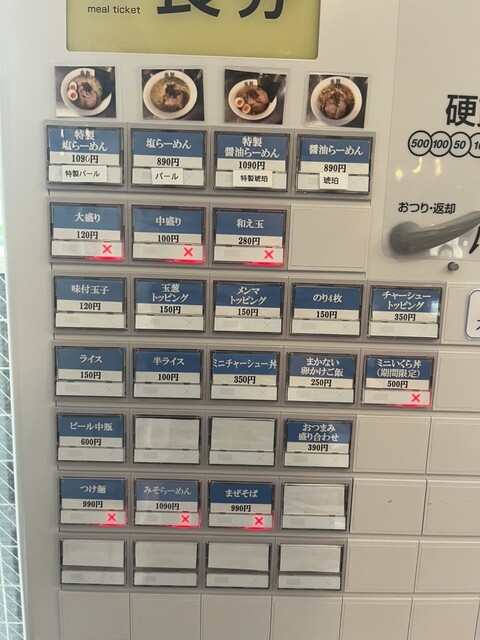 meal ticket
食券
硬
500 100 50 10
おつり・返却
特製
塩らーめん
1090円
特製パール
塩らーめん
890円
パール
特製
醤油らーめん
1090円
特製琥珀
醤油らーめん
890円
琥珀
大盛り
120円
×
中盛り
100円
×
和え玉
280円
×
味付玉子
120円
玉葱
トッピング
150円
メンマ
トッピング
150円
のり4枚
150円
チャーシュー
トッピング
350円
ライス
150円
半ライス
100円
ミニチャーシュー丼
350円
まかない
卵かけご飯
250円
ミニいくら丼
(期間限定)
500円
×
ビール中瓶
600円
おつまみ
盛り合わせ
390円
つけ麺
990円
×
みそらーめん
1090円
×
まぜそば
990円
×